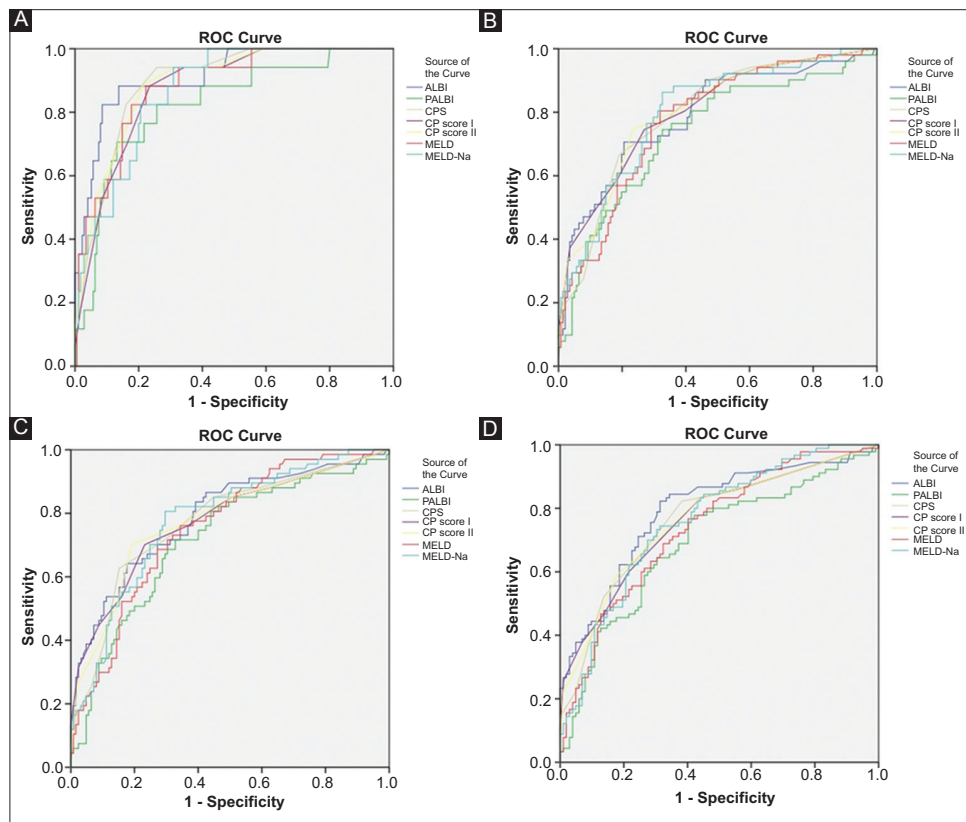 A
ROC Curve
1.0
0.8
0.6
0.4
0.2
0.0
Sensitivity
0.0 0.2 0.4 0.6 0.8 1.0
1 - Specificity
Source of
the Curve
ALBI
PALBI
CPS
CP score I
CP score II
MELD
MELD-Na
B
ROC Curve
1.0
0.8
0.6
0.4
0.2
0.0
Sensitivity
0.0 0.2 0.4 0.6 0.8 1.0
1 - Specificity
Source of
the Curve
ALBI
PALBI
CPS
CP score I
CP score II
MELD
MELD-Na
C
ROC Curve
1.0
0.8
0.6
0.4
0.2
0.0
Sensitivity
0.0 0.2 0.4 0.6 0.8 1.0
1 - Specificity
Source of
the Curve
ALBI
PALBI
CPS
CP score I
CP score II
MELD
MELD-Na
D
ROC Curve
1.0
0.8
0.6
0.4
0.2
0.0
Sensitivity
0.0 0.2 0.4 0.6 0.8 1.0
1 - Specificity
Source of
the Curve
ALBI
PALBI
CPS
CP score I
CP score II
MELD
MELD-Na